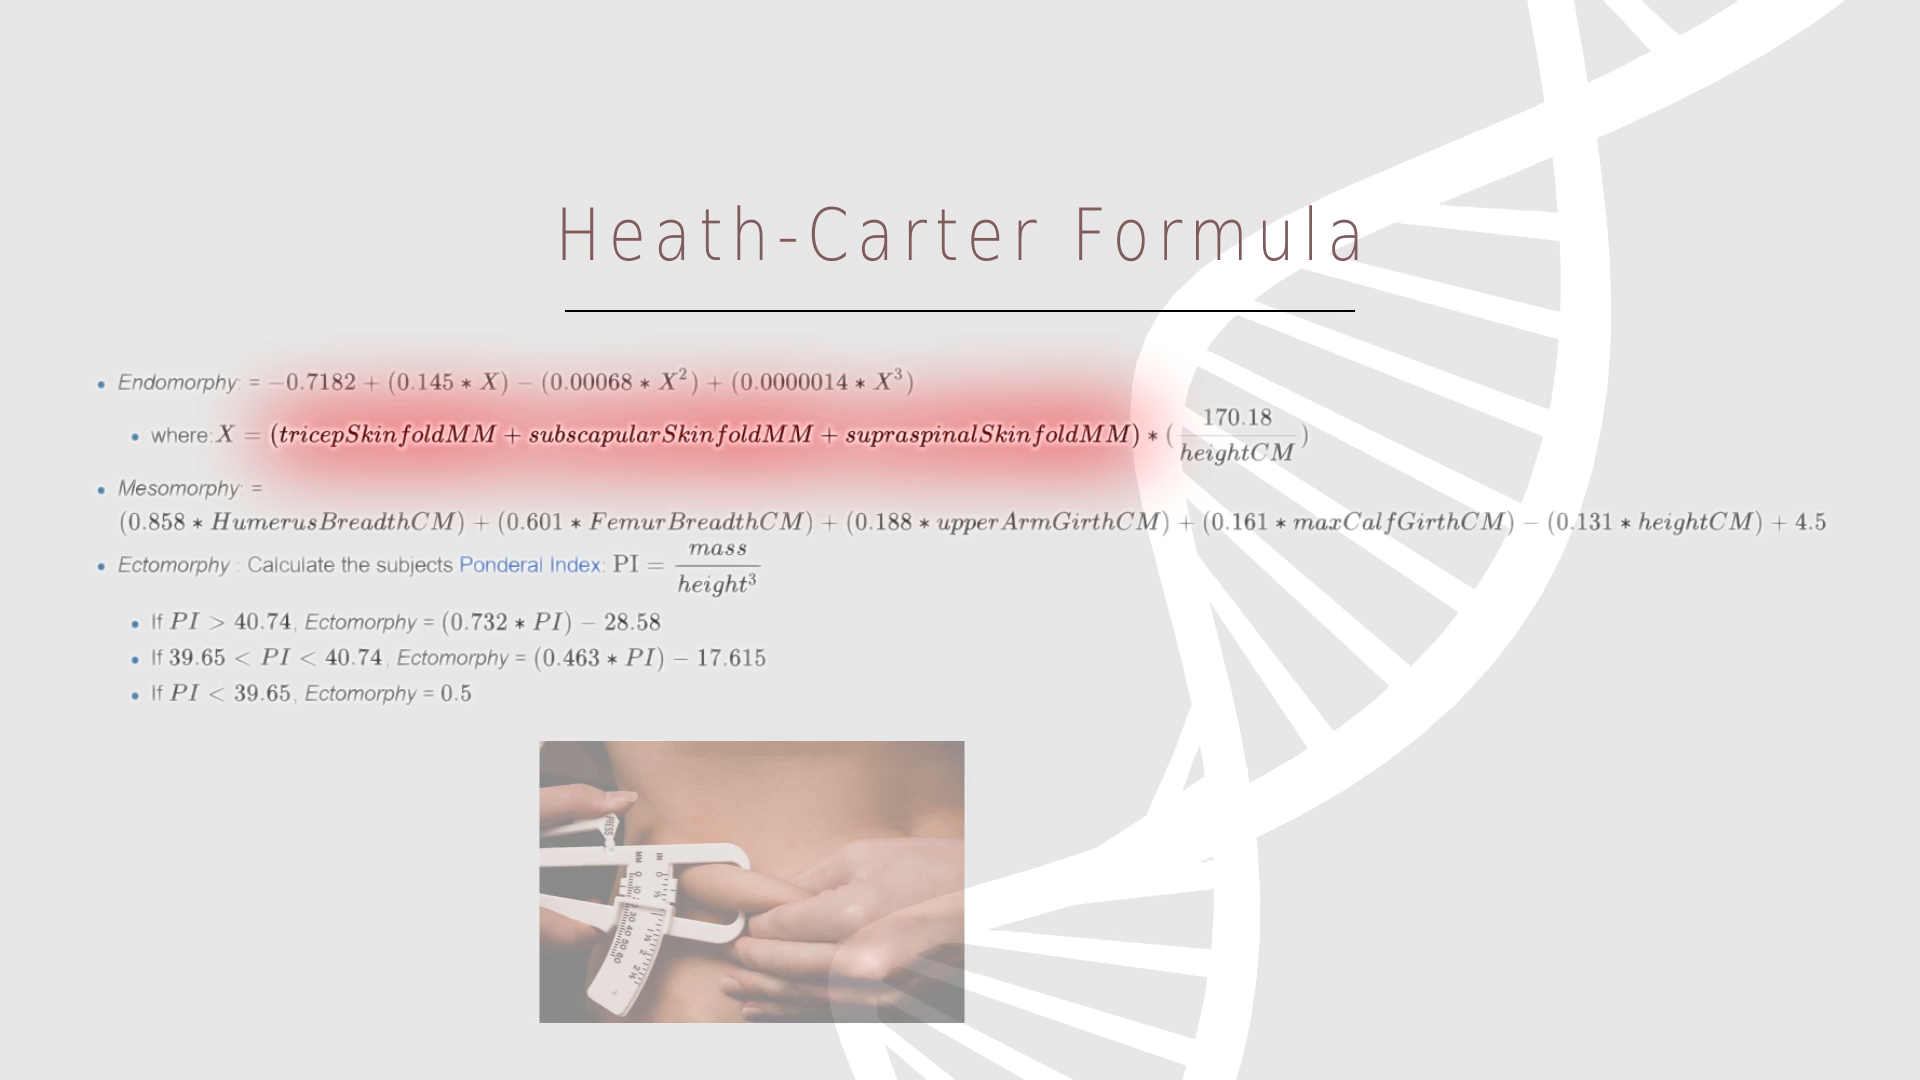 Heath-Carter Formula
• Endomorphy: = −0.7182 + (0.145 ∗ X) − (0.00068 ∗ X²) + (0.0000014 ∗ X³)
• where: X = (tricepSkinfoldMM + subscapularSkinfoldMM + supraspinalSkinfoldMM) ∗ (170.18 / heightCM)
• Mesomorphy: =
(0.858 ∗ HumerusBreadthCM) + (0.601 ∗ FemurBreadthCM) + (0.188 ∗ upperArmGirthCM) + (0.161 ∗ maxCalfGirthCM) − (0.131 ∗ heightCM) + 4.5
• Ectomorphy : Calculate the subjects Ponderal Index: PI = mass / height³
• If PI > 40.74, Ectomorphy = (0.732 ∗ PI) − 28.58
• If 39.65 < PI < 40.74, Ectomorphy = (0.463 ∗ PI) − 17.615
• If PI < 39.65, Ectomorphy = 0.5
PRESS
MM IN